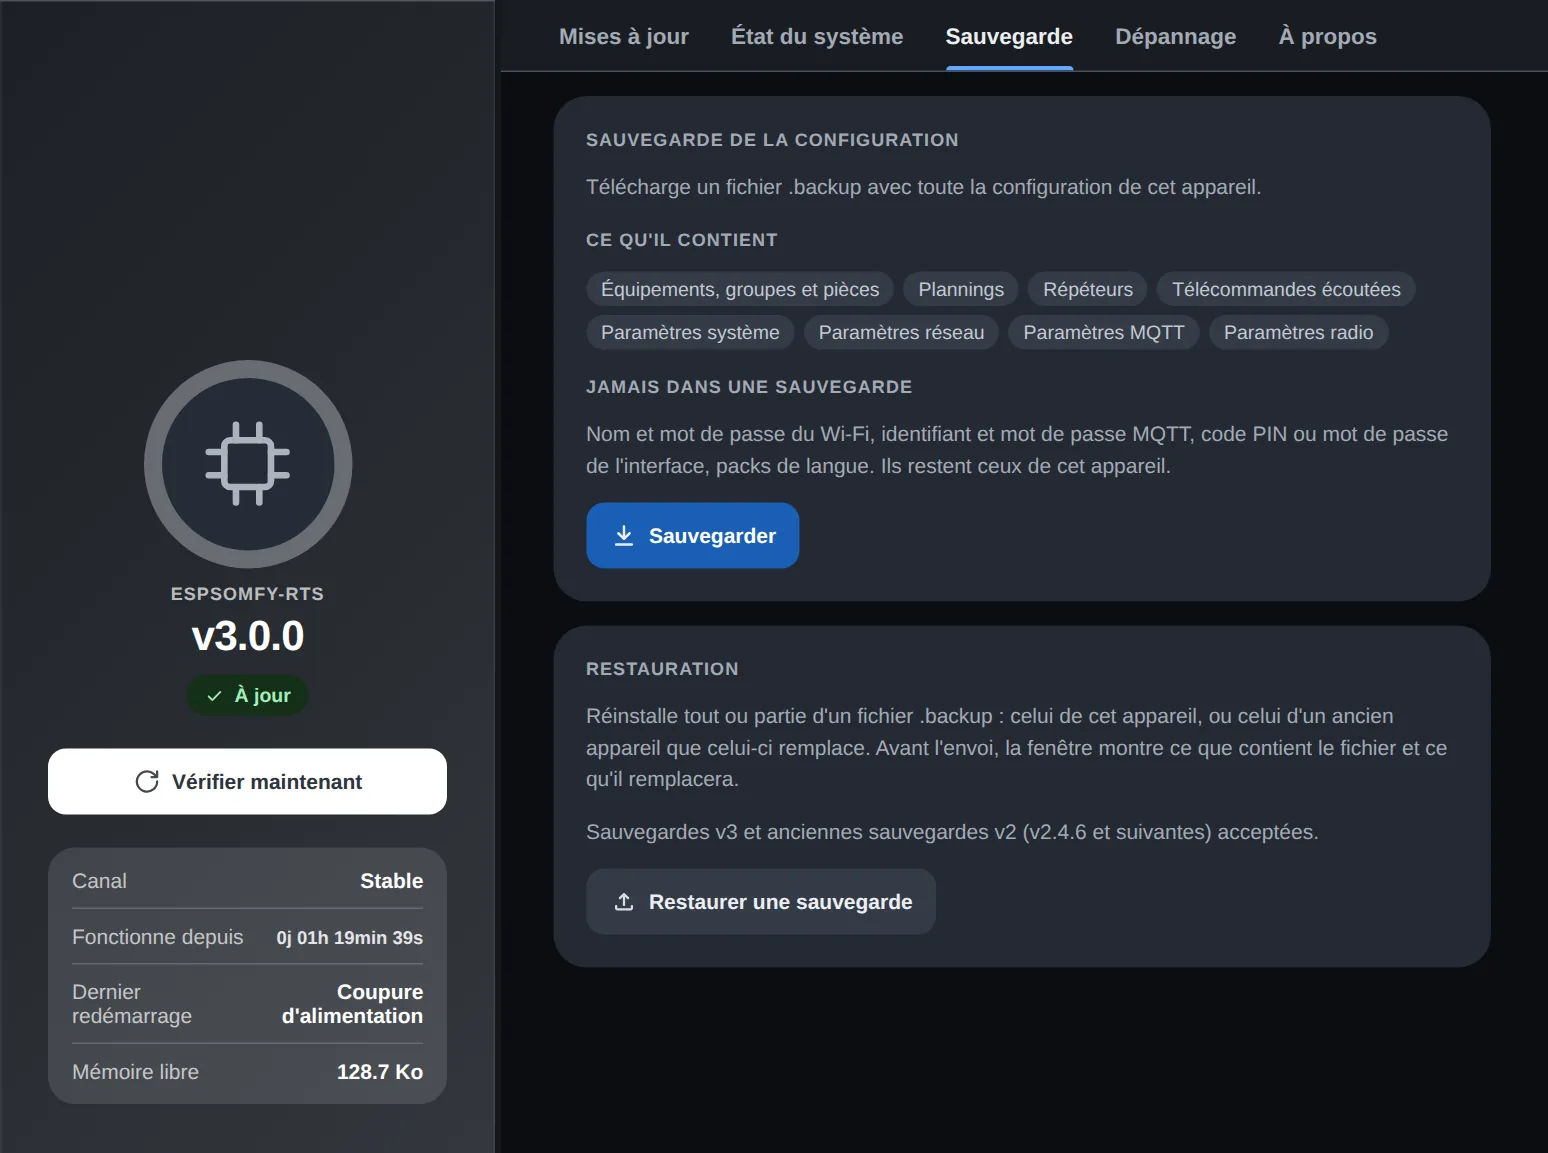 Mises à jour
État du système
Sauvegarde
Dépannage
À propos
ESPSOMFY-RTS
v3.0.0
À jour
Vérifier maintenant
Canal Stable
Fonctionne depuis 0j 01h 19min 39s
Dernier redémarrage
Coupure d'alimentation
Mémoire libre 128.7 Ko
SAUVEGARDE DE LA CONFIGURATION
Télécharge un fichier .backup avec toute la configuration de cet appareil.
CE QU'IL CONTIENT
Équipements, groupes et pièces
Plannings
Répéteurs
Télécommandes écoutées
Paramètres système
Paramètres réseau
Paramètres MQTT
Paramètres radio
JAMAIS DANS UNE SAUVEGARDE
Nom et mot de passe du Wi-Fi, identifiant et mot de passe MQTT, code PIN ou mot de passe
de l'interface, packs de langue. Ils restent ceux de cet appareil.
Sauvegarder
RESTAURATION
Réinstalle tout ou partie d'un fichier .backup : celui de cet appareil, ou celui d'un ancien
appareil que celui-ci remplace. Avant l'envoi, la fenêtre montre ce que contient le fichier et ce
qu'il remplacera.
Sauvegardes v3 et anciennes sauvegardes v2 (v2.4.6 et suivantes) acceptées.
Restaurer une sauvegarde